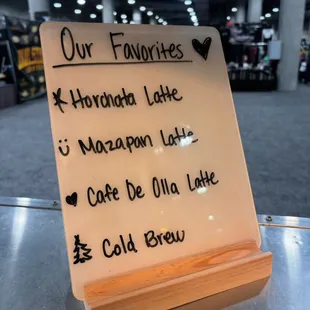 Our Favorites
Horchata Latte
Mazapan Latte
Cafe De Olla Latte
Cold Brew